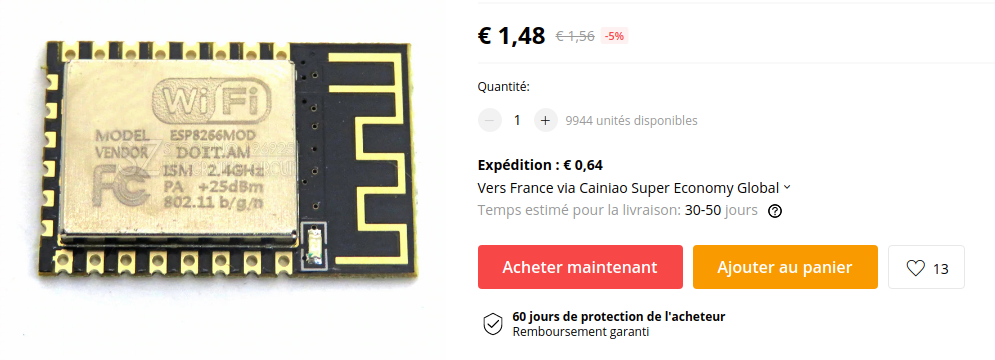 WiFi
MODEL ESP8266MOD
VENDOR DOIT.AM
ISM 2.4GHz
PA +25dBm
802.11 b/g/n
FC
€ 1,48 € 1,56 -5%
Quantité:
− 1 + 9944 unités disponibles
Expédition : € 0,64
Vers France via Cainiao Super Economy Global
Temps estimé pour la livraison: 30-50 jours ?
Acheter maintenant
Ajouter au panier
13
60 jours de protection de l'acheteur
Remboursement garanti